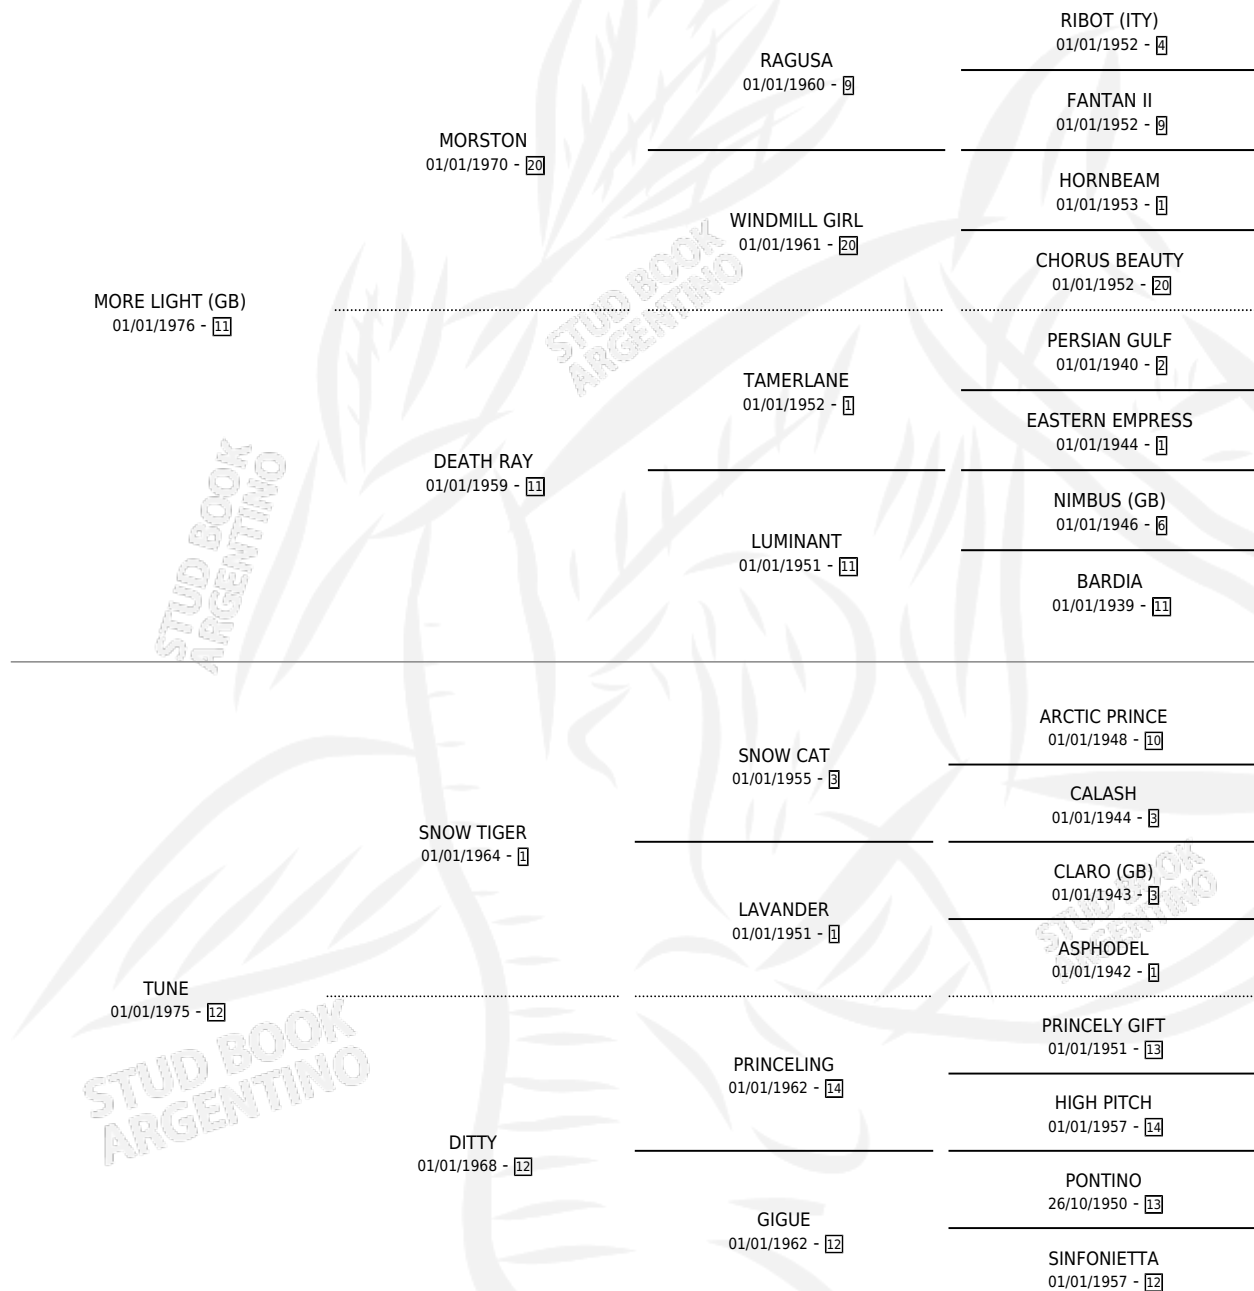 RIBOT (ITY)
01/01/1952 - 4
RAGUSA
01/01/1960 - 9
FANTAN II
01/01/1952 - 9
MORSTON
01/01/1970 - 20
HORNBEAM
01/01/1953 - 1
WINDMILL GIRL
01/01/1961 - 20
CHORUS BEAUTY
01/01/1952 - 20
MORE LIGHT (GB)
01/01/1976 - 11
PERSIAN GULF
01/01/1940 - 2
TAMERLANE
01/01/1952 - 1
EASTERN EMPRESS
01/01/1944 - 1
DEATH RAY
01/01/1959 - 11
NIMBUS (GB)
01/01/1946 - 6
LUMINANT
01/01/1951 - 11
BARDIA
01/01/1939 - 11
ARCTIC PRINCE
01/01/1948 - 10
SNOW CAT
01/01/1955 - 3
CALASH
01/01/1944 - 3
SNOW TIGER
01/01/1964 - 1
CLARO (GB)
01/01/1943 - 3
LAVANDER
01/01/1951 - 1
ASPHODEL
01/01/1942 - 1
TUNE
01/01/1975 - 12
PRINCELY GIFT
01/01/1951 - 13
PRINCELING
01/01/1962 - 14
HIGH PITCH
01/01/1957 - 14
DITTY
01/01/1968 - 12
PONTINO
26/10/1950 - 13
GIGUE
01/01/1962 - 12
SINFONIETTA
01/01/1957 - 12
STUD BOOK
ARGENTINO
STUD BOOK
ARGENTINO
STUD BOOK
ARGENTINO
STUD BOOK
ARGENTINO